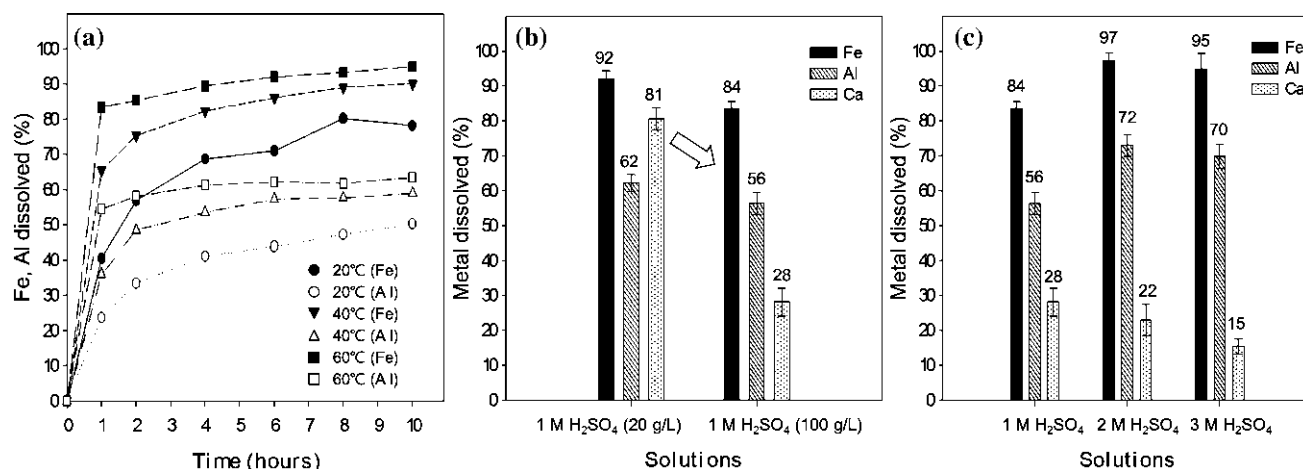 (a)
Fe, Al dissolved (%)
100
90
80
70
60
50
40
30
20
10
0
0 1 2 3 4 5 6 7 8 9 10
Time (hours)
20℃ (Fe)
20℃ (Al)
40℃ (Fe)
40℃ (Al)
60℃ (Fe)
60℃ (Al)
(b)
Metal dissolved (%)
100
90
80
70
60
50
40
30
20
10
0
Fe
Al
Ca
92
62
81
84
56
28
1 M H₂SO₄ (20 g/L) 1 M H₂SO₄ (100 g/L)
Solutions
(c)
Metal dissolved (%)
100
90
80
70
60
50
40
30
20
10
0
Fe
Al
Ca
84
56
28
97
72
22
95
70
15
1 M H₂SO₄ 2 M H₂SO₄ 3 M H₂SO₄
Solutions